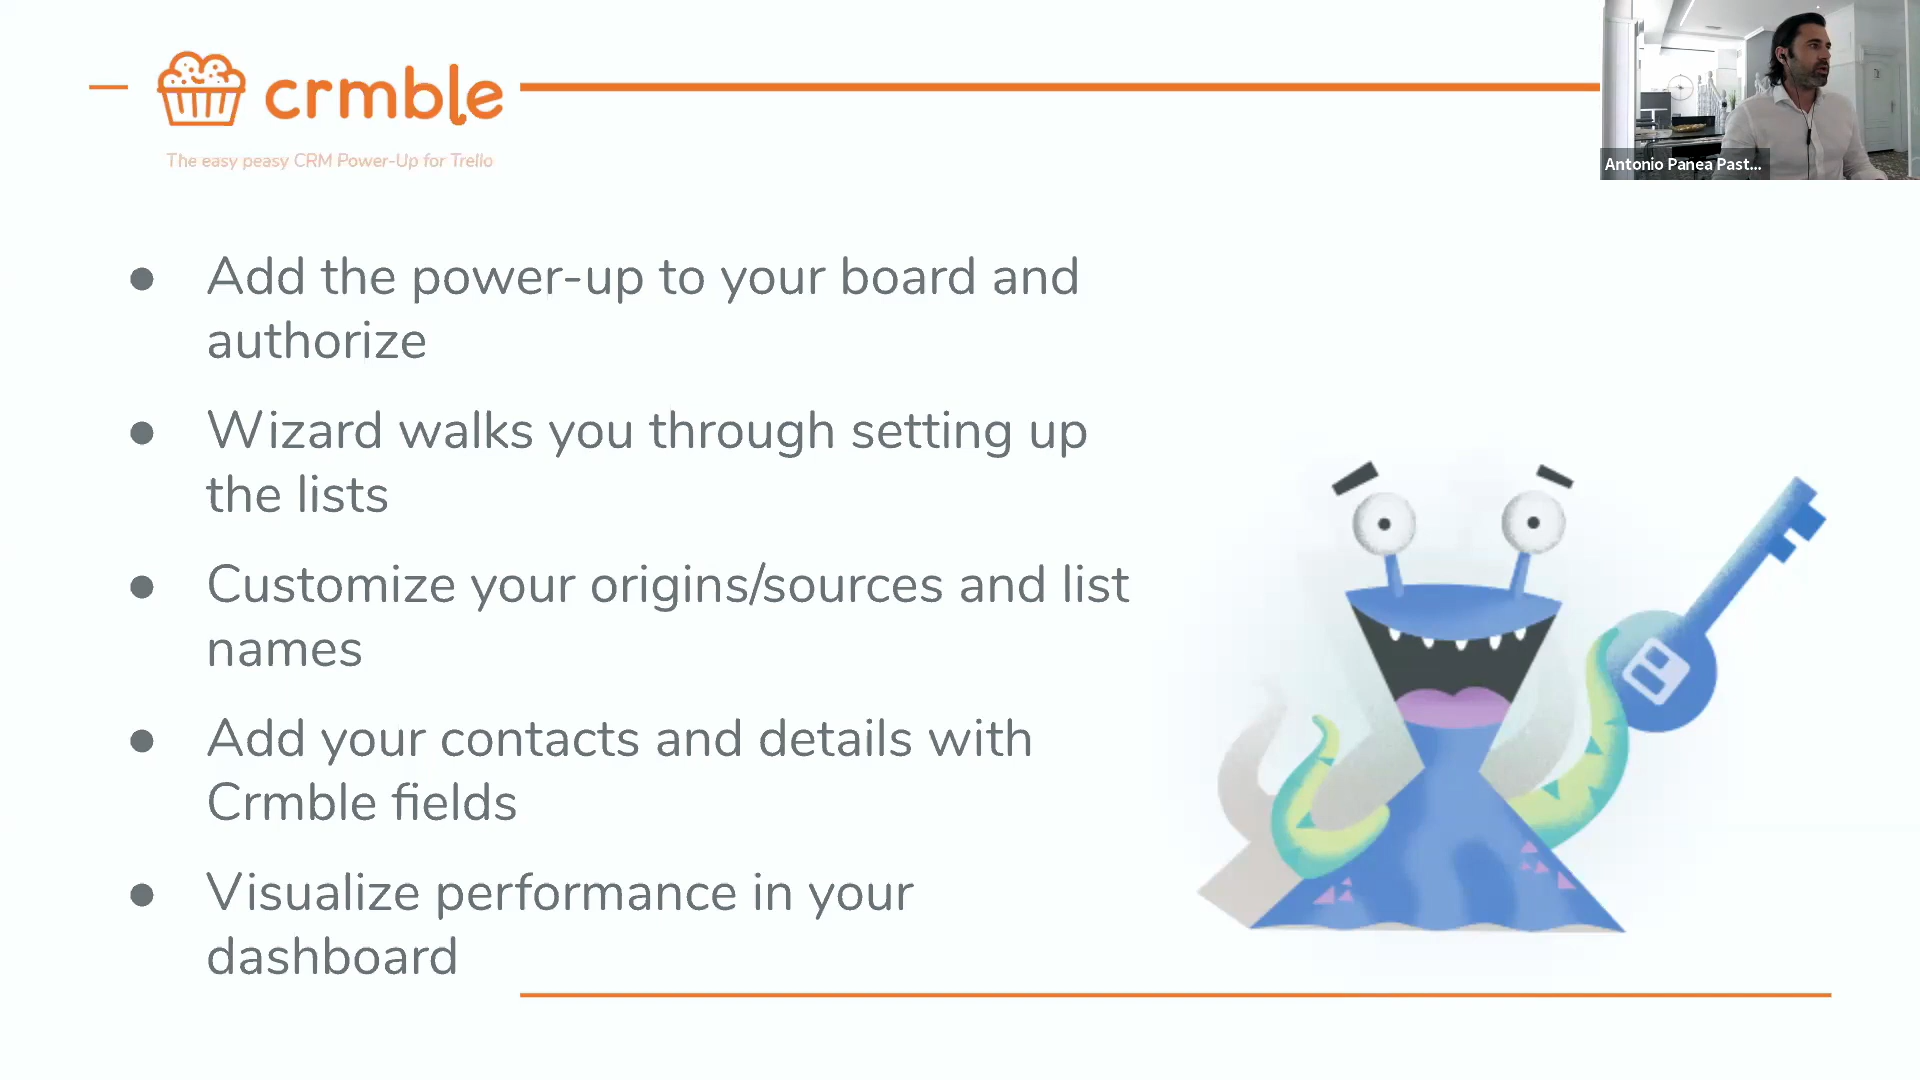 crmble
The easy peasy CRM Power-Up for Trello
Antonio Panea Past...
● Add the power-up to your board and
authorize
● Wizard walks you through setting up
the lists
● Customize your origins/sources and list
names
● Add your contacts and details with
Crmble fields
● Visualize performance in your
dashboard